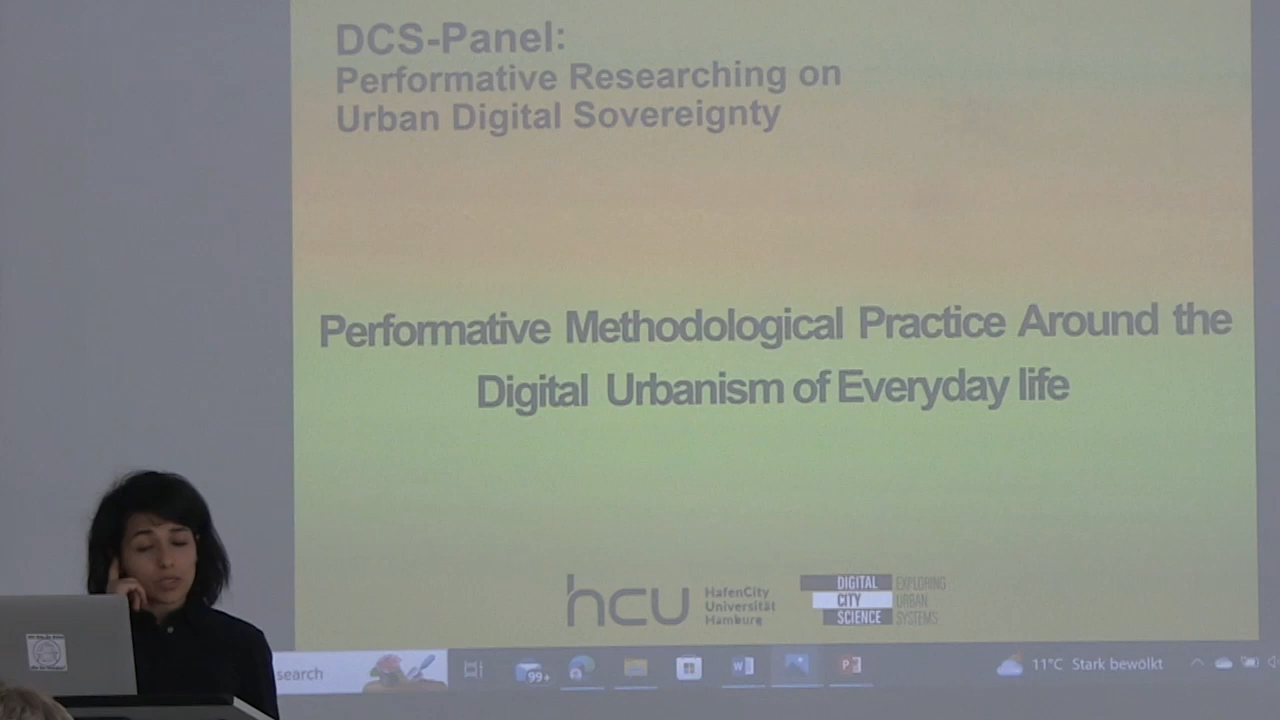 DCS-Panel:
Performative Researching on
Urban Digital Sovereignty
Performative Methodological Practice Around the
Digital Urbanism of Everyday life
hcu
HafenCity
Universität
Hamburg
DIGITAL
CITY
SCIENCE
EXPLORING
URBAN
SYSTEMS
search
99+
11°C Stark bewölkt